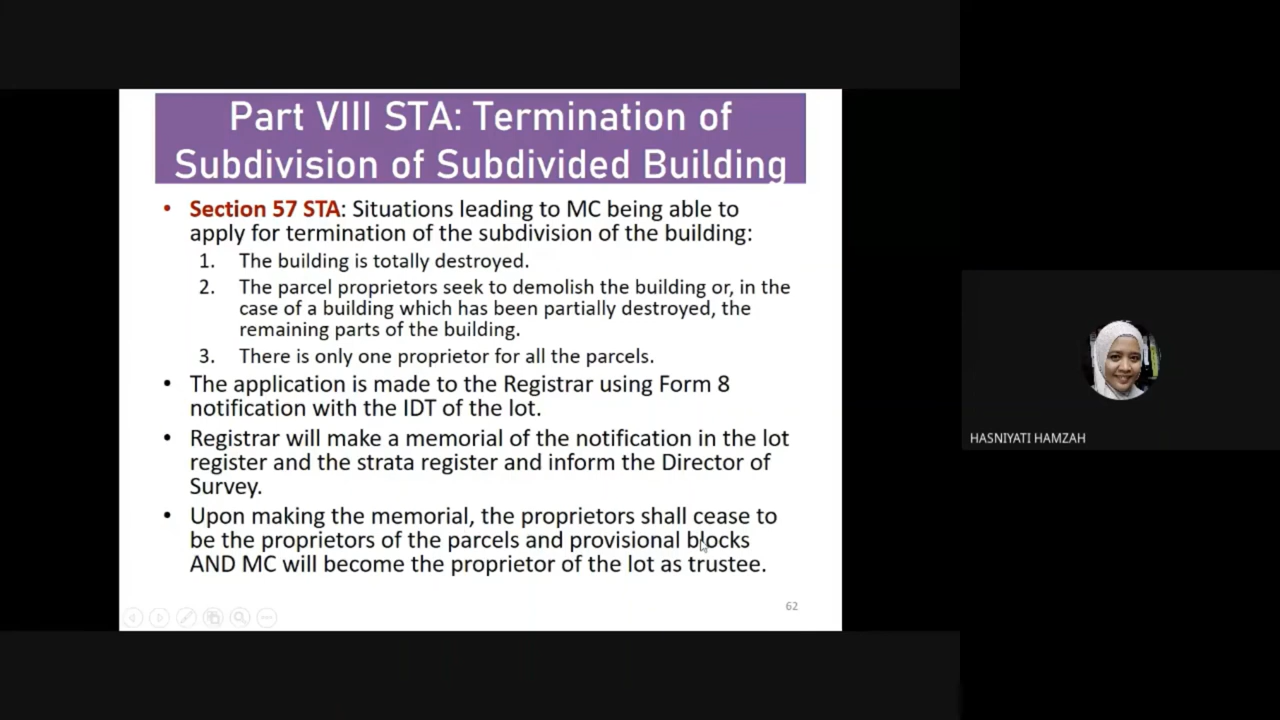 Part VIII STA: Termination of
Subdivision of Subdivided Building
• Section 57 STA: Situations leading to MC being able to
apply for termination of the subdivision of the building:
1. The building is totally destroyed.
2. The parcel proprietors seek to demolish the building or, in the
case of a building which has been partially destroyed, the
remaining parts of the building.
3. There is only one proprietor for all the parcels.
• The application is made to the Registrar using Form 8
notification with the IDT of the lot.
• Registrar will make a memorial of the notification in the lot
register and the strata register and inform the Director of
Survey.
• Upon making the memorial, the proprietors shall cease to
be the proprietors of the parcels and provisional blocks
AND MC will become the proprietor of the lot as trustee.
62
HASNIYATI HAMZAH